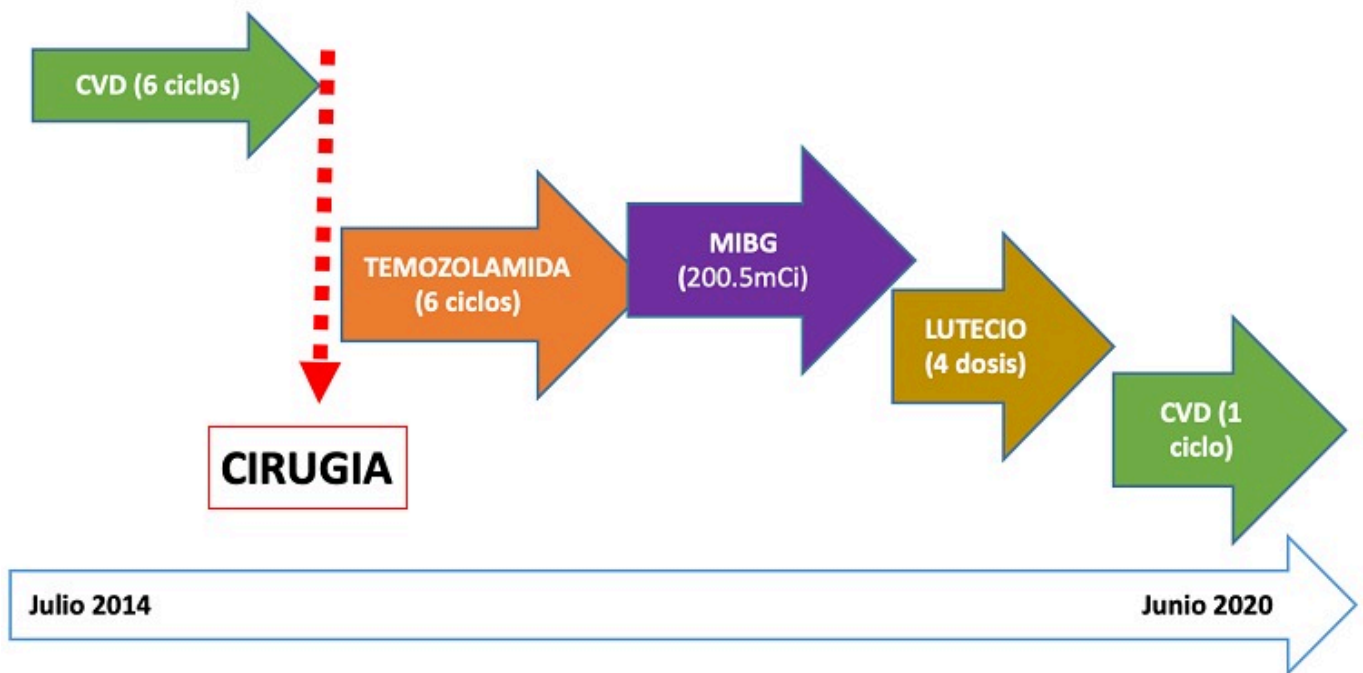 CVD (6 ciclos)
TEMOZOLAMIDA
(6 ciclos)
MIBG
(200.5mCi)
LUTECIO
(4 dosis)
CVD (1
ciclo)
CIRUGIA
Julio 2014
Junio 2020